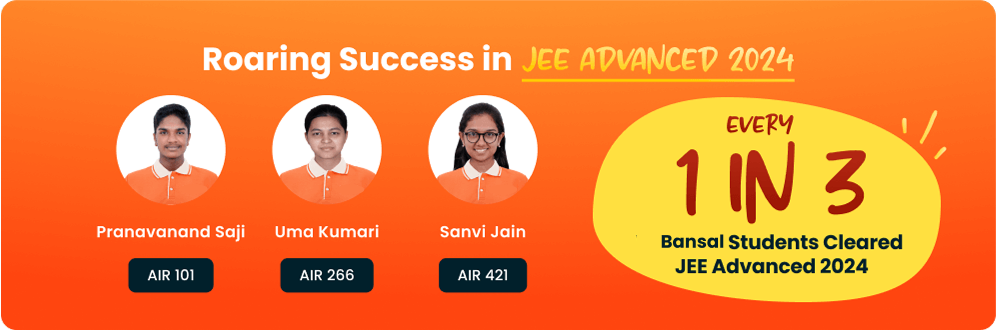 Roaring Success in JEE ADVANCED 2024
Pranavanand Saji
Uma Kumari
Sanvi Jain
AIR 101
AIR 266
AIR 421
EVERY
1 IN 3
Bansal Students Cleared
JEE Advanced 2024